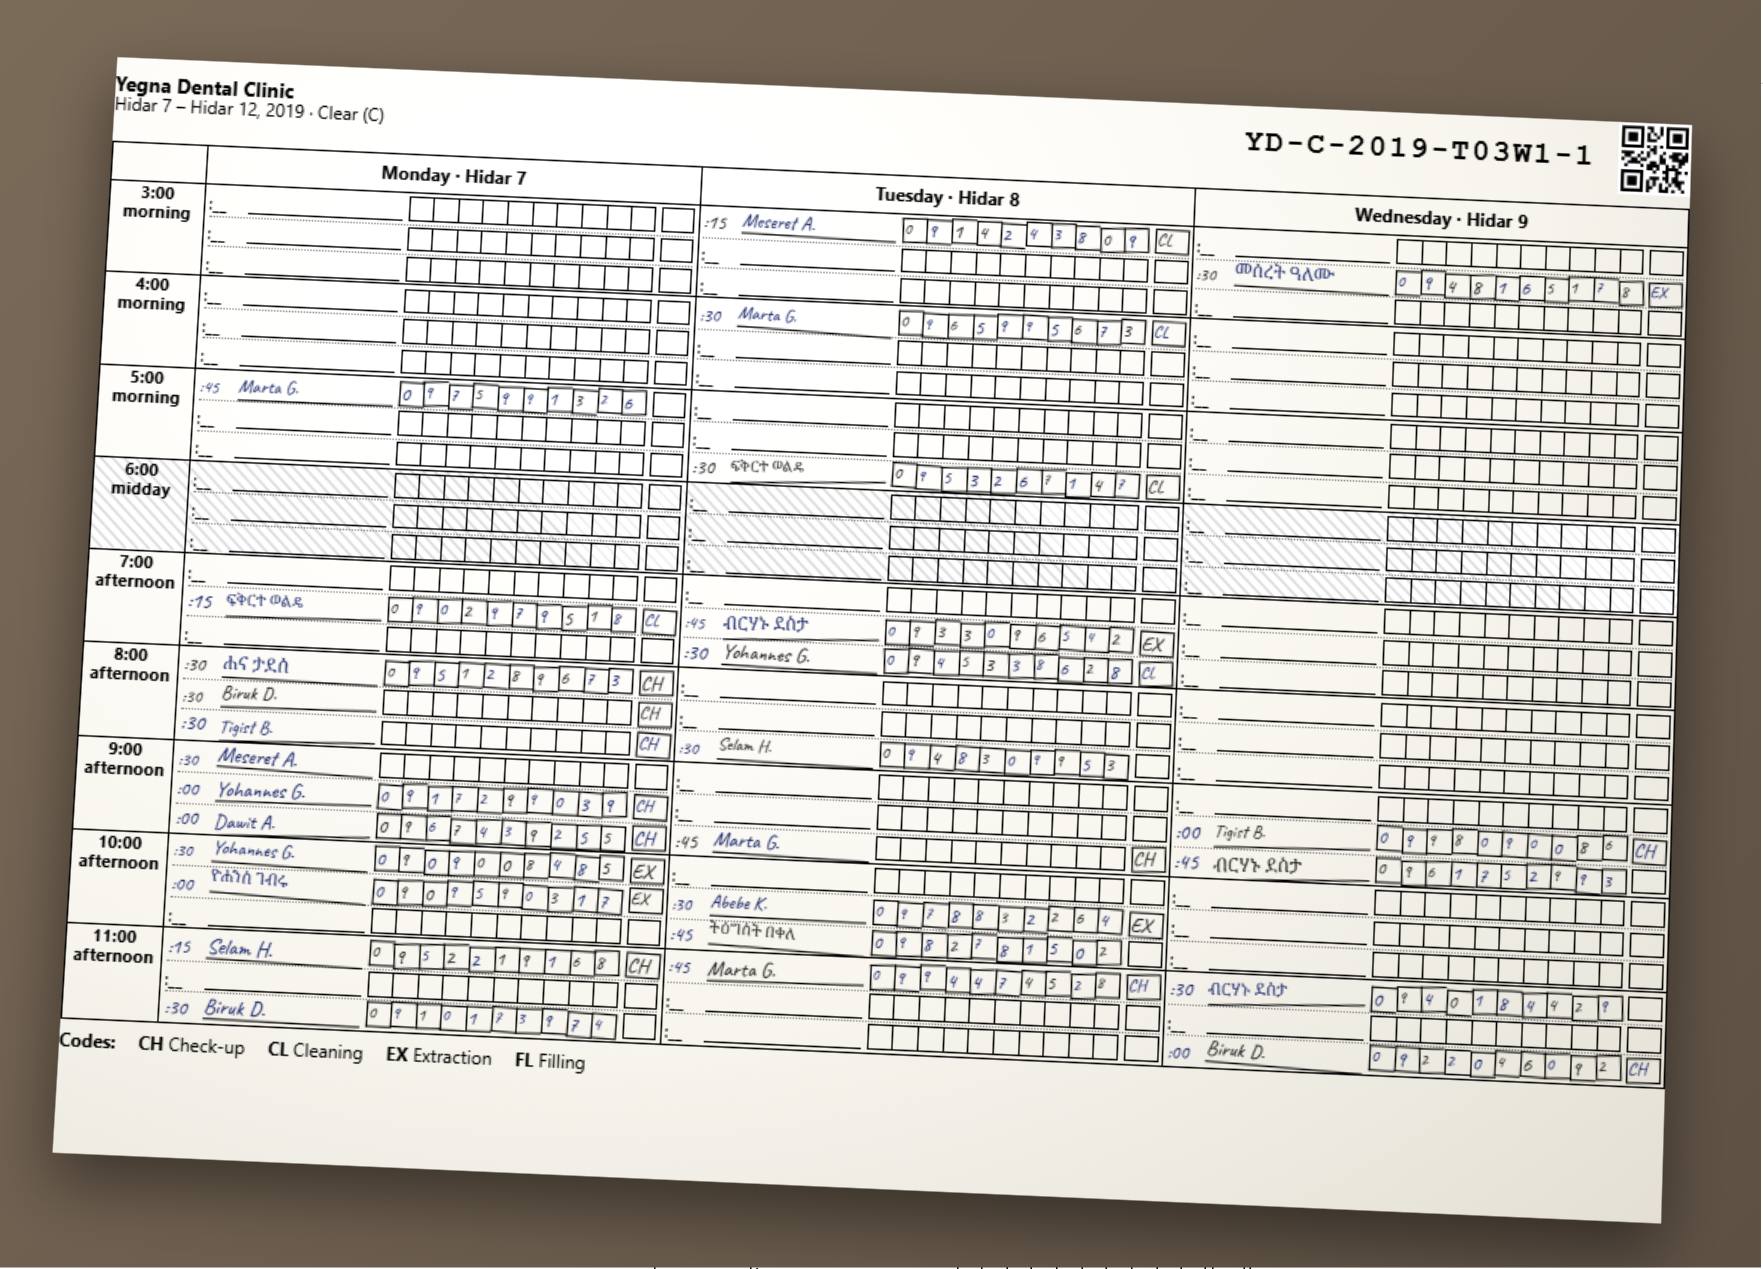 Yegna Dental Clinic
Hidar 7 – Hidar 12, 2019 · Clear (C)
YD-C-2019-T03W1-1
Monday · Hidar 7
Tuesday · Hidar 8
Wednesday · Hidar 9
3:00 morning
:15 Meseret A. 0914243809 CL
:30 መሰረት ዓለሙ 0948165178 EX
4:00 morning
:30 Marta G. 0965995673 CL
5:00 morning
:45 Marta G. 0975991326
:30 ፍቅርተ ወልዴ 0953267147 CL
6:00 midday
7:00 afternoon
:15 ፍቅርተ ወልዴ 0902979518 CL
:45 ብርሃኑ ደስታ 0933096542 EX
:30 Yohannes G. 0945338628 CL
8:00 afternoon
:30 ሐና ታደሰ 0951289673 CH
:30 Biruk D. CH
:30 Tigist B. CH
:30 Selam H. 0948309953
9:00 afternoon
:30 Meseret A.
:00 Yohannes G. 0917299039 CH
:00 Dawit A. 0967439255 CH
:45 Marta G. CH
:00 Tigist B. 0998090086 CH
:45 ብርሃኑ ደስታ 0961752993
10:00 afternoon
:30 Yohannes G. 0909008485 EX
:00 ዮሐንስ ገብሬ 0909590317 EX
:30 Abebe K. 0978832264 EX
:45 ትዕግስት በቀለ 0982781502
11:00 afternoon
:15 Selam H. 0952219168 CH
:30 Biruk D. 0910173974
:45 Marta G. 0994474528 CH
:30 ብርሃኑ ደስታ 0940184429
:00 Biruk D. 0922046092 CH
Codes: CH Check-up CL Cleaning EX Extraction FL Filling